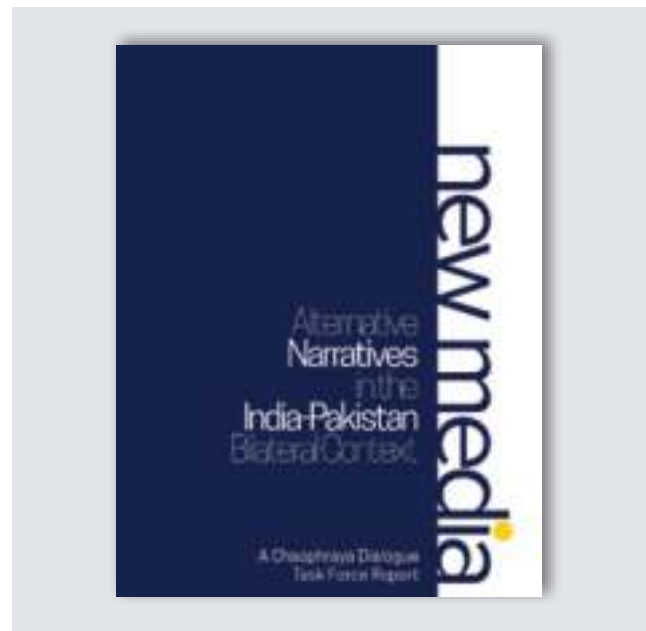 new media
Alternative
Narratives
in the
India-Pakistan
Bilateral Context
A Chaophraya Dialogue
Task Force Report